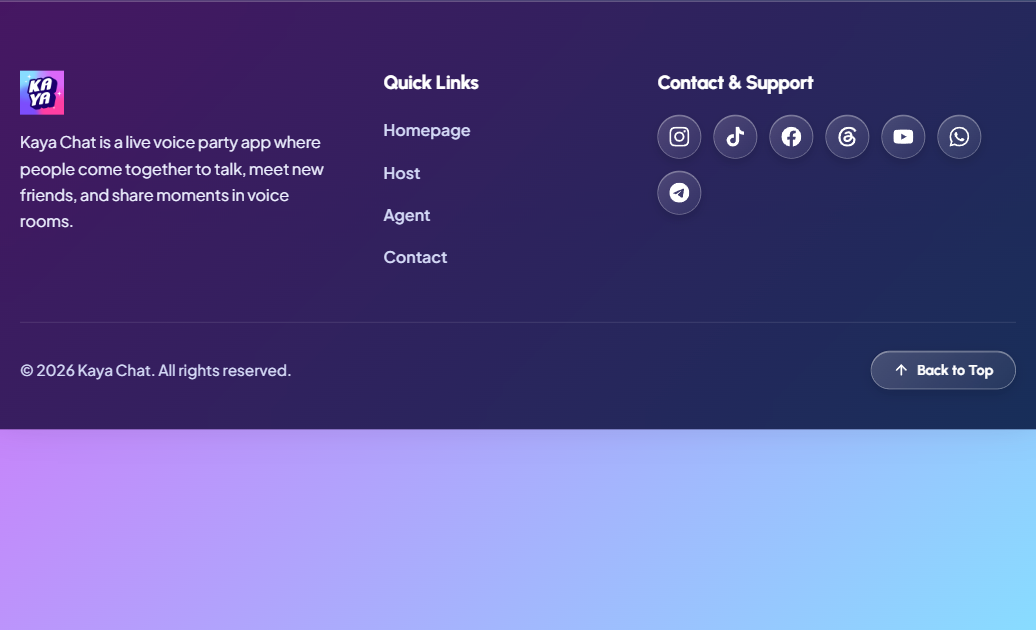 KA
YA
Kaya Chat is a live voice party app where
people come together to talk, meet new
friends, and share moments in voice
rooms.
Quick Links
Homepage
Host
Agent
Contact
Contact & Support
© 2026 Kaya Chat. All rights reserved.
Back to Top